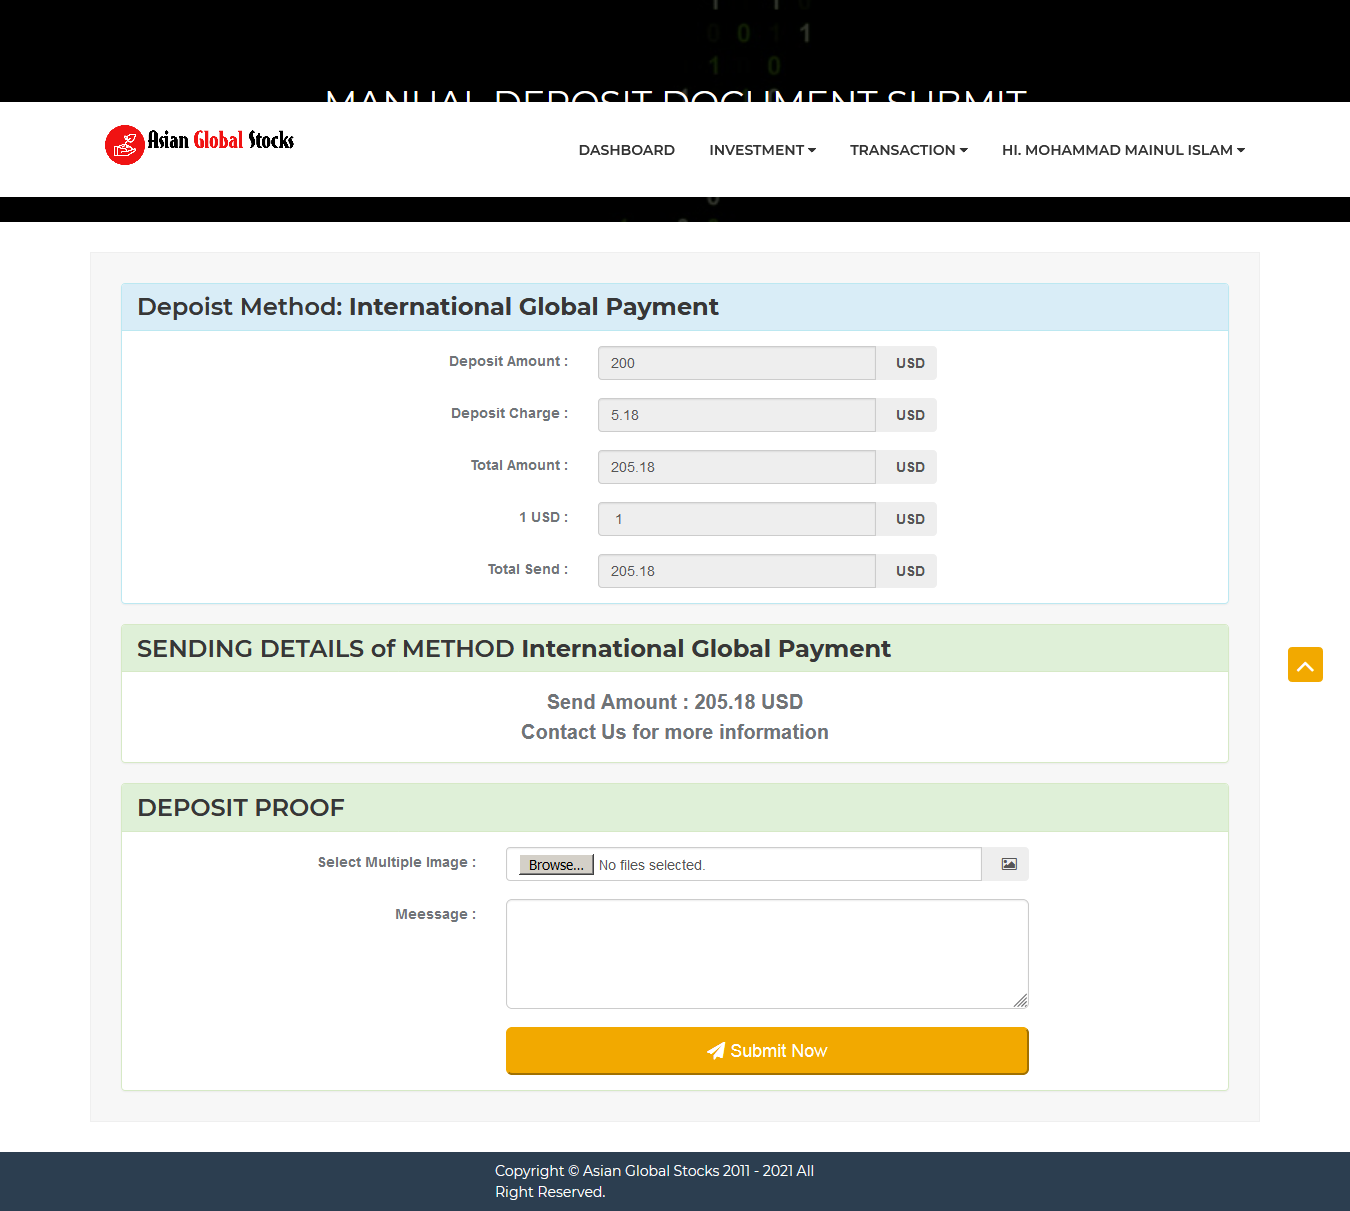 MANUAL DEPOSIT DOCUMENT SUBMIT
Asian Global Stocks
DASHBOARD INVESTMENT TRANSACTION HI. MOHAMMAD MAINUL ISLAM
Depoist Method: International Global Payment
Deposit Amount : 200 USD
Deposit Charge : 5.18 USD
Total Amount : 205.18 USD
1 USD : 1 USD
Total Send : 205.18 USD
SENDING DETAILS of METHOD International Global Payment
Send Amount : 205.18 USD
Contact Us for more information
DEPOSIT PROOF
Select Multiple Image : Browse... No files selected.
Meessage :
Submit Now
Copyright © Asian Global Stocks 2011 - 2021 All
Right Reserved.